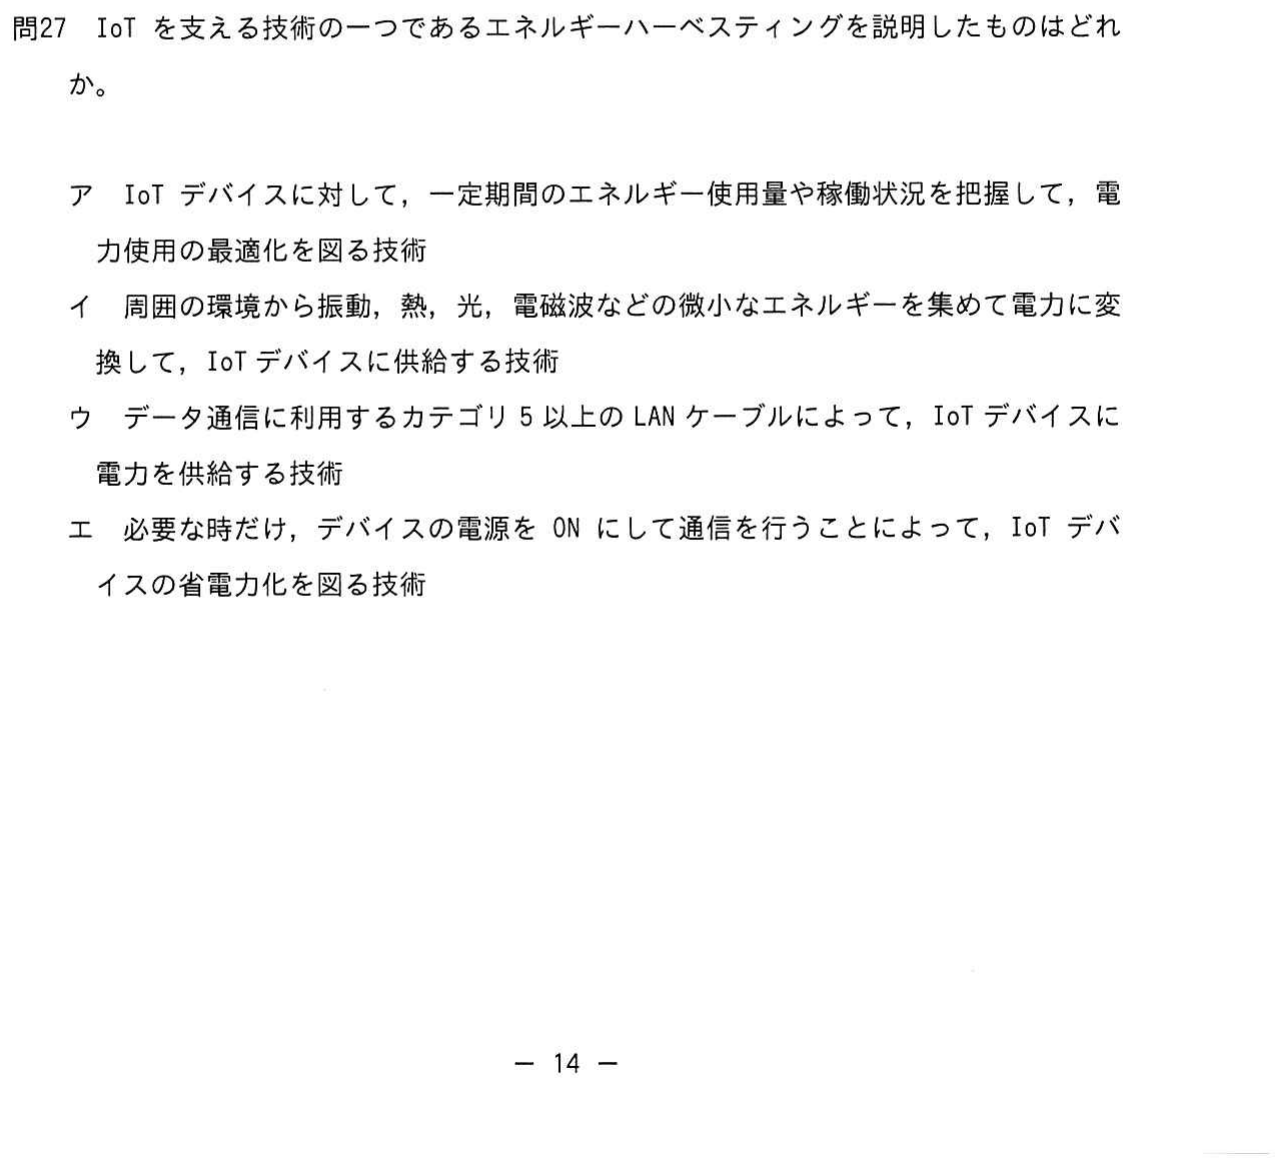 問27 IoT を支える技術の一つであるエネルギーハーベスティングを説明したものはどれ
か。
ア IoT デバイスに対して，一定期間のエネルギー使用量や稼働状況を把握して，電
力使用の最適化を図る技術
イ 周囲の環境から振動，熱，光，電磁波などの微小なエネルギーを集めて電力に変
換して，IoT デバイスに供給する技術
ウ データ通信に利用するカテゴリ 5 以上の LAN ケーブルによって，IoT デバイスに
電力を供給する技術
エ 必要な時だけ，デバイスの電源を ON にして通信を行うことによって，IoT デバ
イスの省電力化を図る技術
－ 14 －